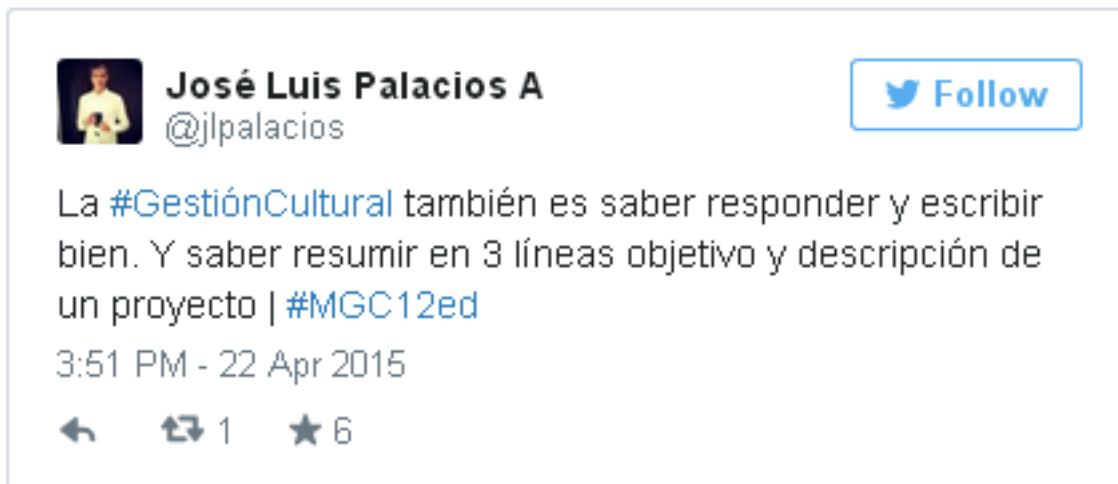 José Luis Palacios A
@jlpalacios
Follow
La #GestiónCultural también es saber responder y escribir
bien. Y saber resumir en 3 líneas objetivo y descripción de
un proyecto | #MGC12ed
3:51 PM - 22 Apr 2015
1 6